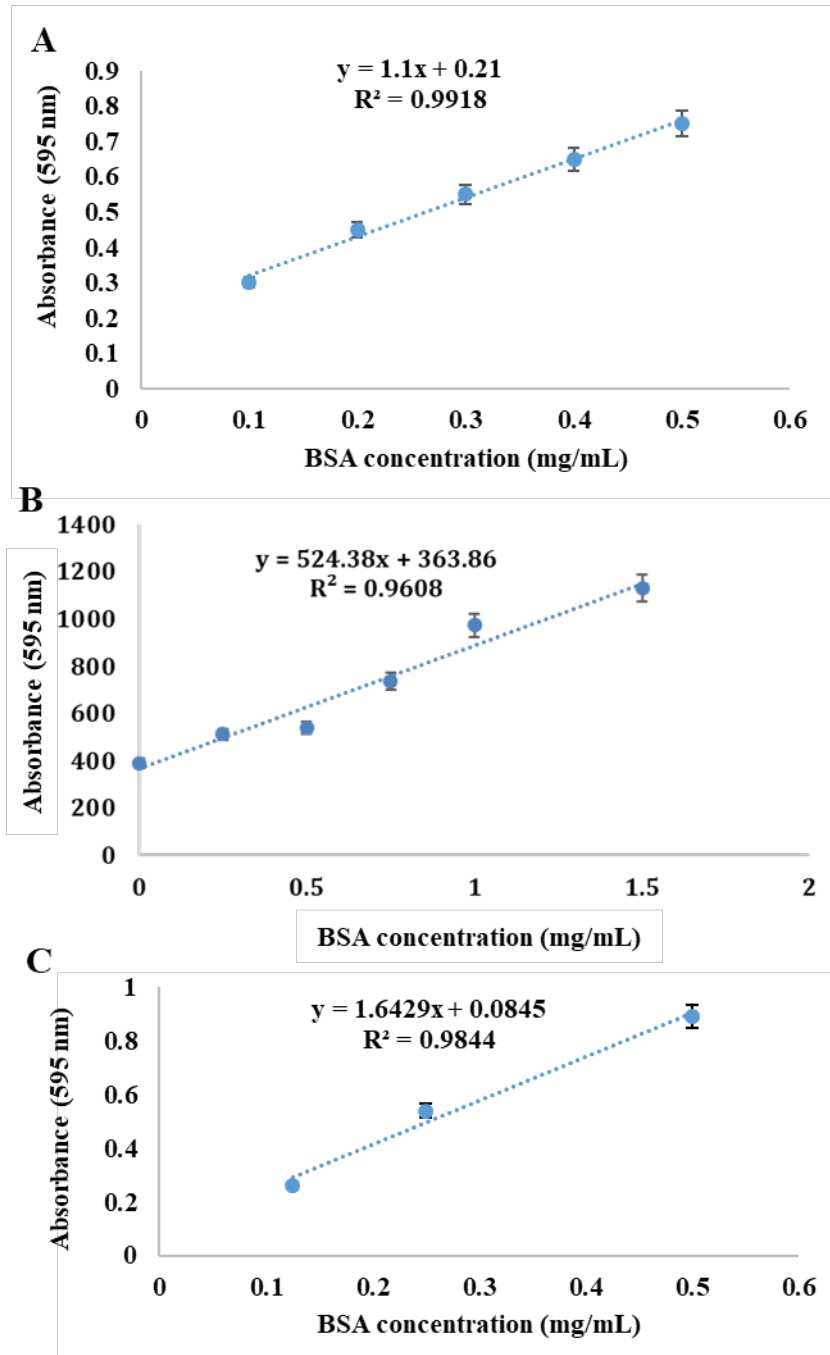 A
y = 1.1x + 0.21
R² = 0.9918
Absorbance (595 nm)
0.9
0.8
0.7
0.6
0.5
0.4
0.3
0.2
0.1
0
0 0.1 0.2 0.3 0.4 0.5 0.6
BSA concentration (mg/mL)
B
y = 524.38x + 363.86
R² = 0.9608
Absorbance (595 nm)
1400
1200
1000
800
600
400
200
0
0 0.5 1 1.5 2
BSA concentration (mg/mL)
C
y = 1.6429x + 0.0845
R² = 0.9844
Absorbance (595 nm)
1
0.8
0.6
0.4
0.2
0
0 0.1 0.2 0.3 0.4 0.5 0.6
BSA concentration (mg/mL)